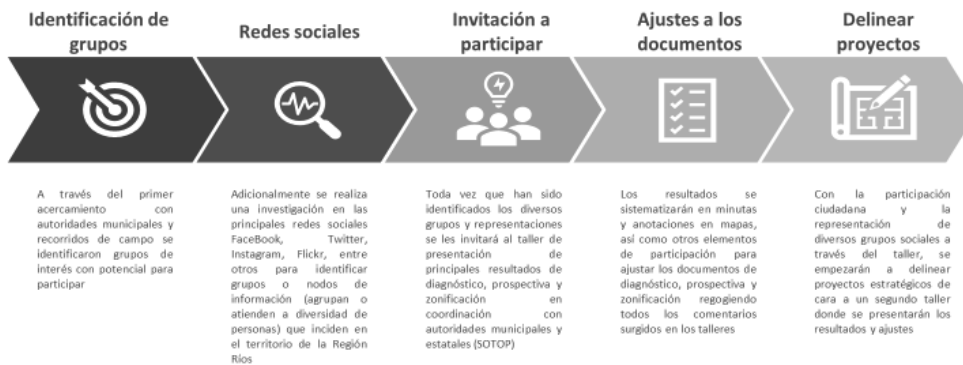 Identificación de
grupos
Redes sociales
Invitación a
participar
Ajustes a los
documentos
Delinear
proyectos
A través del primer
acercamiento con
autoridades municipales y
recorridos de campo se
identificaron grupos de
interés con potencial para
participar
Adicionalmente se realiza
una investigación en las
principales redes sociales
FaceBook, Twitter,
Instagram, Flickr, entre
otros para identificar
grupos o nodos de
información (agrupan o
atienden a diversidad de
personas) que inciden en
el territorio de la Región
Ríos
Toda vez que han sido
identificados los diversos
grupos y representaciones
se les invitará al taller de
presentación de
principales resultados de
diagnóstico, prospectiva y
zonificación en
coordinación con
autoridades municipales y
estatales (SOTOP)
Los resultados se
sistematizarán en minutas
y anotaciones en mapas,
así como otros elementos
de participación para
ajustar los documentos de
diagnóstico, prospectiva y
zonificación regogiendo
todos los comentarios
surgidos en los talleres
Con la participación
ciudadana y la
representación de
diversos grupos sociales a
través del taller, se
empezarán a delinear
proyectos estratégicos de
cara a un segundo taller
donde se presentarán los
resultados y ajustes